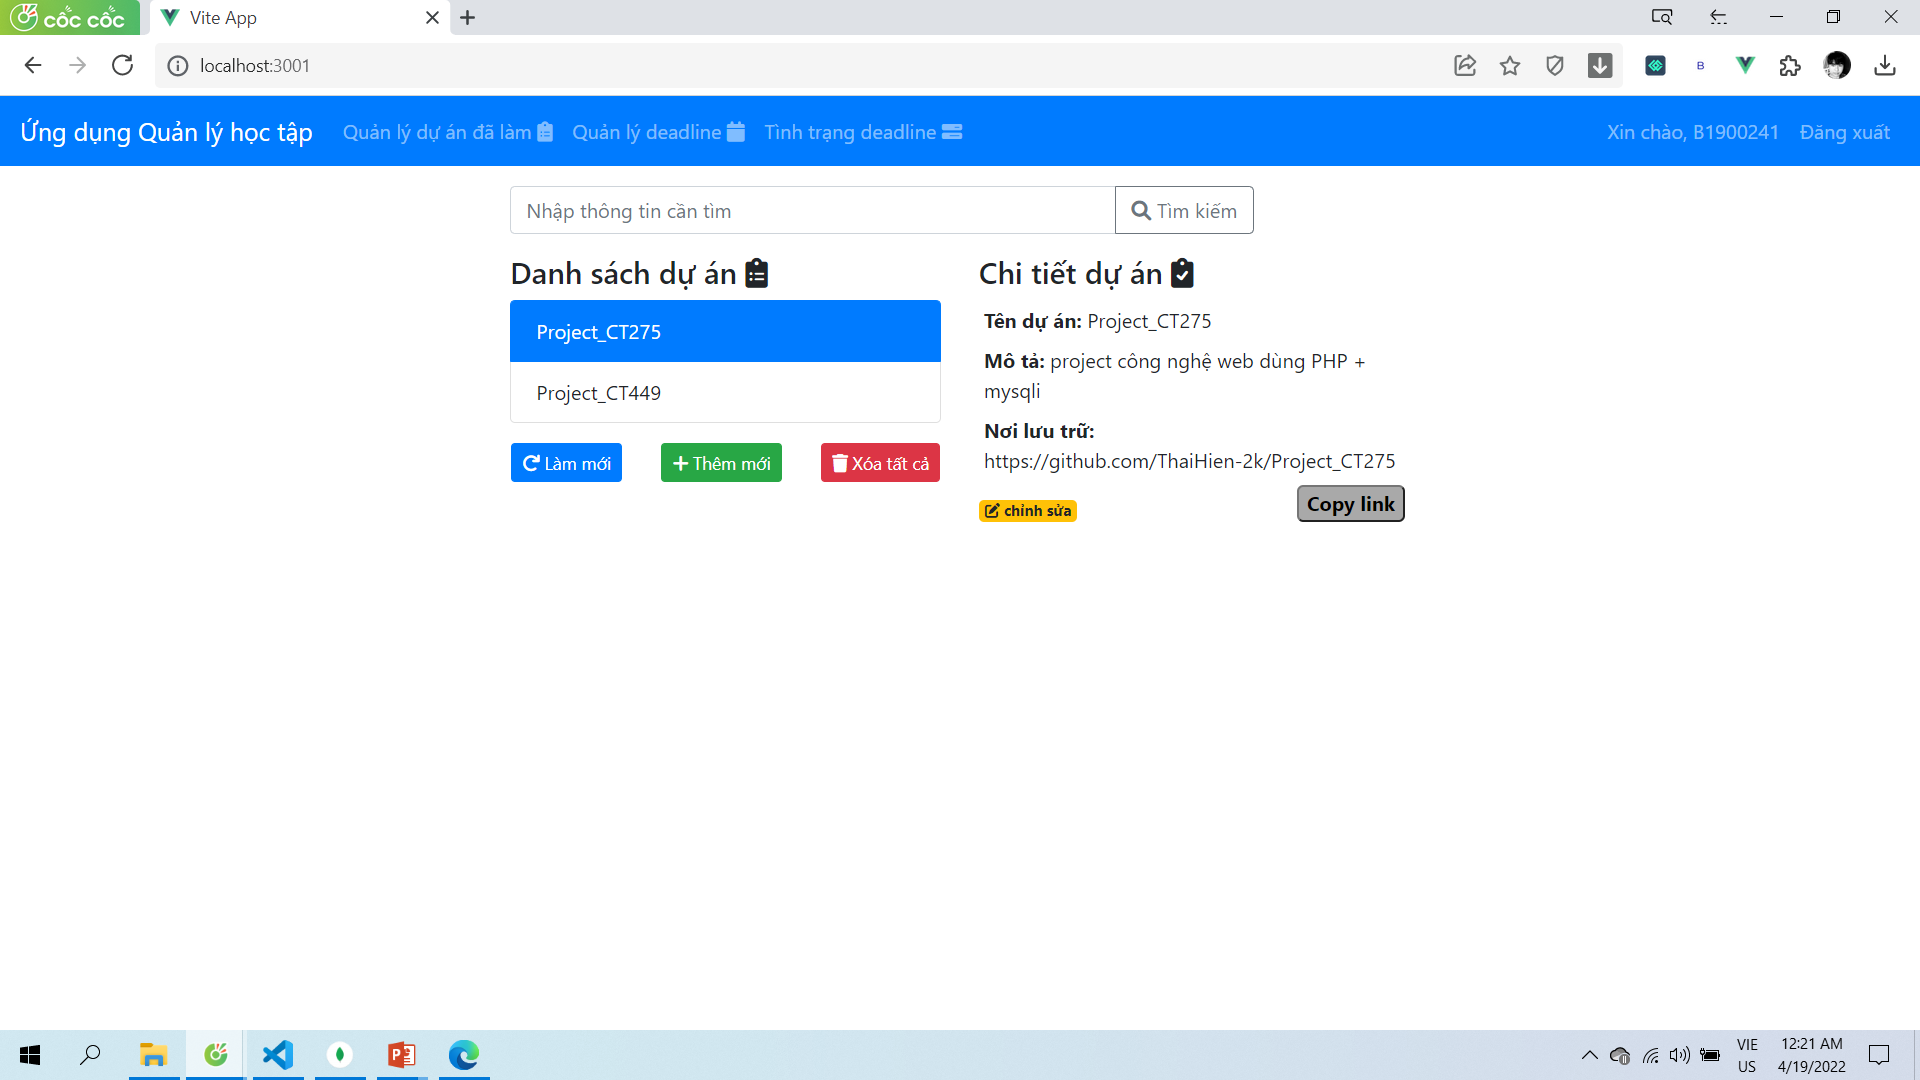 cốc cốc
Vite App
localhost:3001
B
Ứng dụng Quản lý học tập
Quản lý dự án đã làm
Quản lý deadline
Tình trạng deadline
Xin chào, B1900241
Đăng xuất
Nhập thông tin cần tìm
Tìm kiếm
Danh sách dự án
Project_CT275
Project_CT449
Làm mới
Thêm mới
Xóa tất cả
Chi tiết dự án
Tên dự án: Project_CT275
Mô tả: project công nghệ web dùng PHP +
mysqli
Nơi lưu trữ:
https://github.com/ThaiHien-2k/Project_CT275
chỉnh sửa
Copy link
VIE
US
12:21 AM
4/19/2022